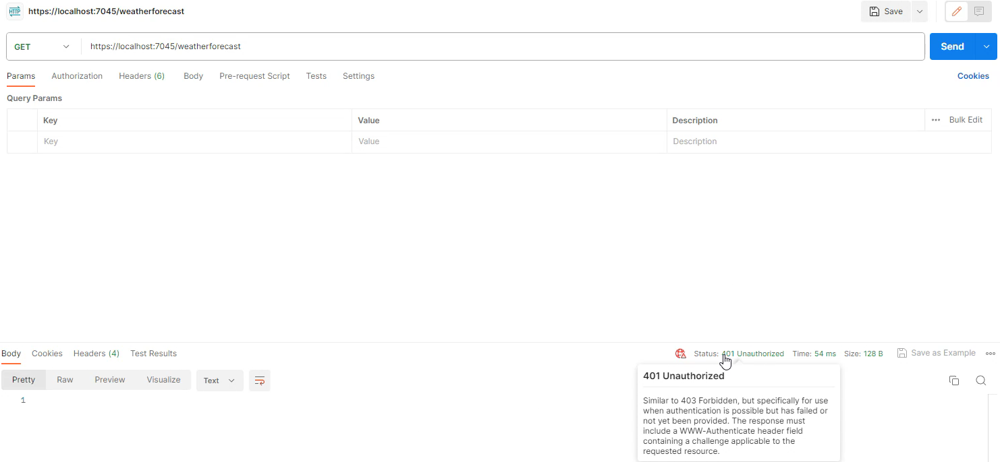 HTTP https://localhost:7045/weatherforecast Save
GET https://localhost:7045/weatherforecast Send
Params Authorization Headers (6) Body Pre-request Script Tests Settings Cookies
Query Params
Key Value Description ••• Bulk Edit
Key Value Description
Body Cookies Headers (4) Test Results Status: 401 Unauthorized Time: 54 ms Size: 128 B Save as Example
Pretty Raw Preview Visualize Text
1
401 Unauthorized
Similar to 403 Forbidden, but specifically for use
when authentication is possible but has failed or
not yet been provided. The response must
include a WWW-Authenticate header field
containing a challenge applicable to the
requested resource.